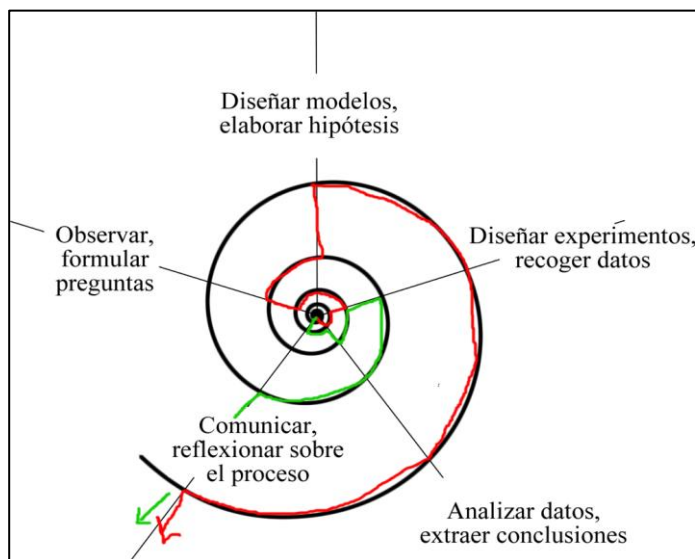 Diseñar modelos,
elaborar hipótesis
Observar,
formular
preguntas
Diseñar experimentos,
recoger datos
Comunicar,
reflexionar sobre
el proceso
Analizar datos,
extraer conclusiones